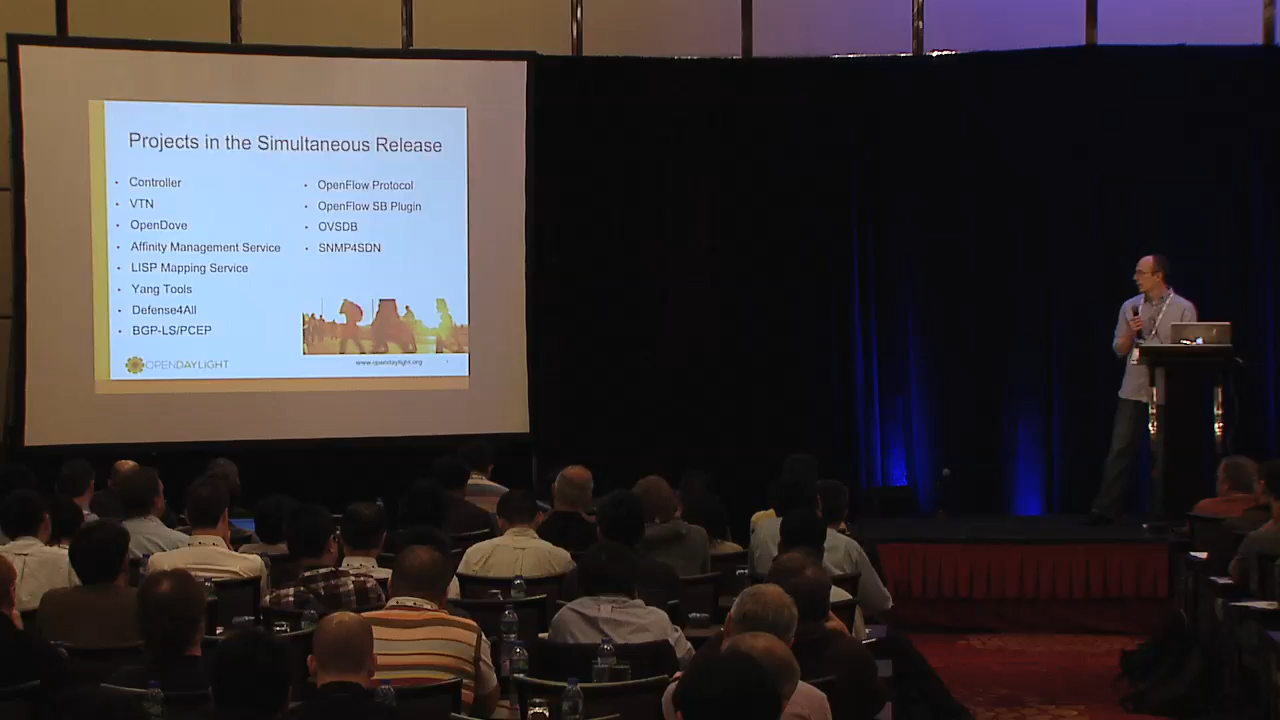 Projects in the Simultaneous Release
• Controller
• VTN
• OpenDove
• Affinity Management Service
• LISP Mapping Service
• Yang Tools
• Defense4All
• BGP-LS/PCEP
• OpenFlow Protocol
• OpenFlow SB Plugin
• OVSDB
• SNMP4SDN
OPENDAYLIGHT
www.opendaylight.org